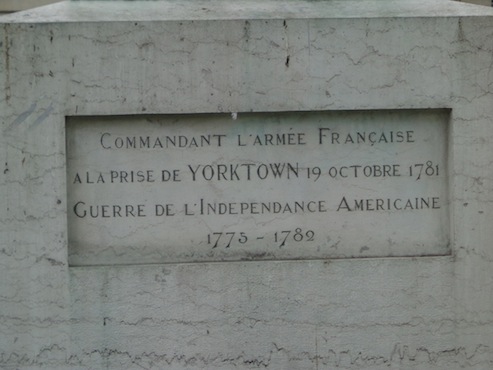 COMMANDANT L'ARMÉE FRANÇAISE
A LA PRISE DE YORKTOWN 19 OCTOBRE 1781
GUERRE DE L'INDEPENDANCE AMERICAINE
1775 - 1782